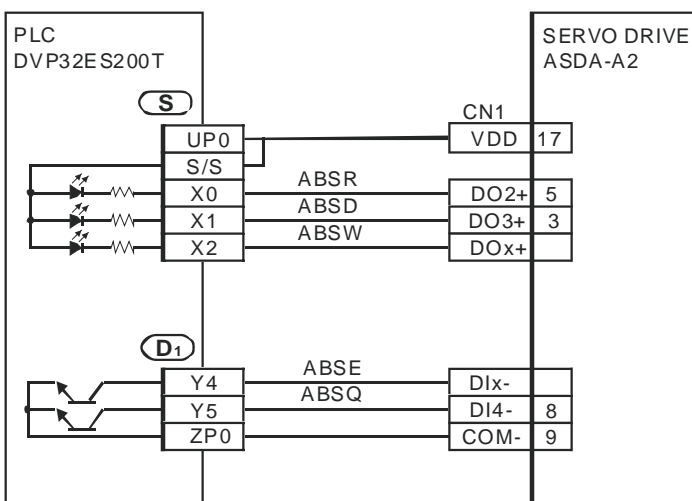 PLC
DVP32ES200T
SERVO DRIVE
ASDA-A2
S
CN1
UP0
VDD 17
S/S
X0 ABSR DO2+ 5
X1 ABSD DO3+ 3
X2 ABSW DOx+
D1
Y4 ABSE DIx-
Y5 ABSQ DI4- 8
ZP0 COM- 9